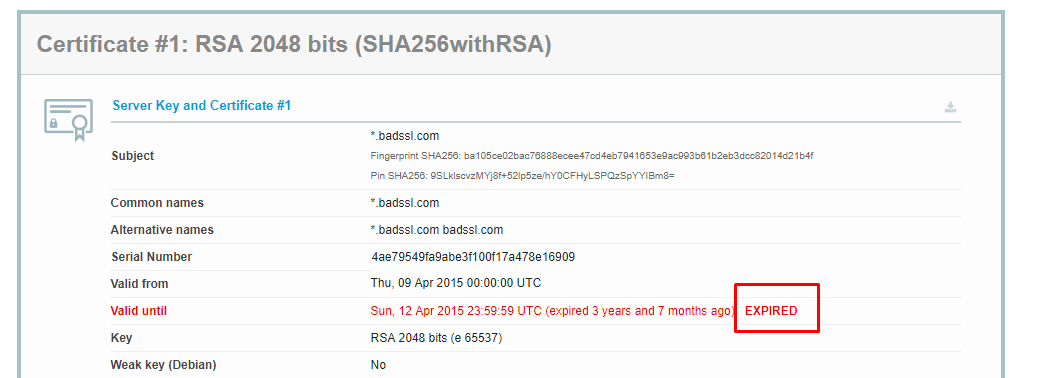 Certificate #1: RSA 2048 bits (SHA256withRSA)
Server Key and Certificate #1
Subject
*.badssl.com
Fingerprint SHA256: ba105ce02bac76888ecee47cd4eb7941653e9ac993b61b2eb3dcc82014d21b4f
Pin SHA256: 9SLklscvzMYj8f+52lp5ze/hY0CFHyLSPQzSpYYIBm8=
Common names *.badssl.com
Alternative names *.badssl.com badssl.com
Serial Number 4ae79549fa9abe3f100f17a478e16909
Valid from Thu, 09 Apr 2015 00:00:00 UTC
Valid until Sun, 12 Apr 2015 23:59:59 UTC (expired 3 years and 7 months ago) EXPIRED
Key RSA 2048 bits (e 65537)
Weak key (Debian) No